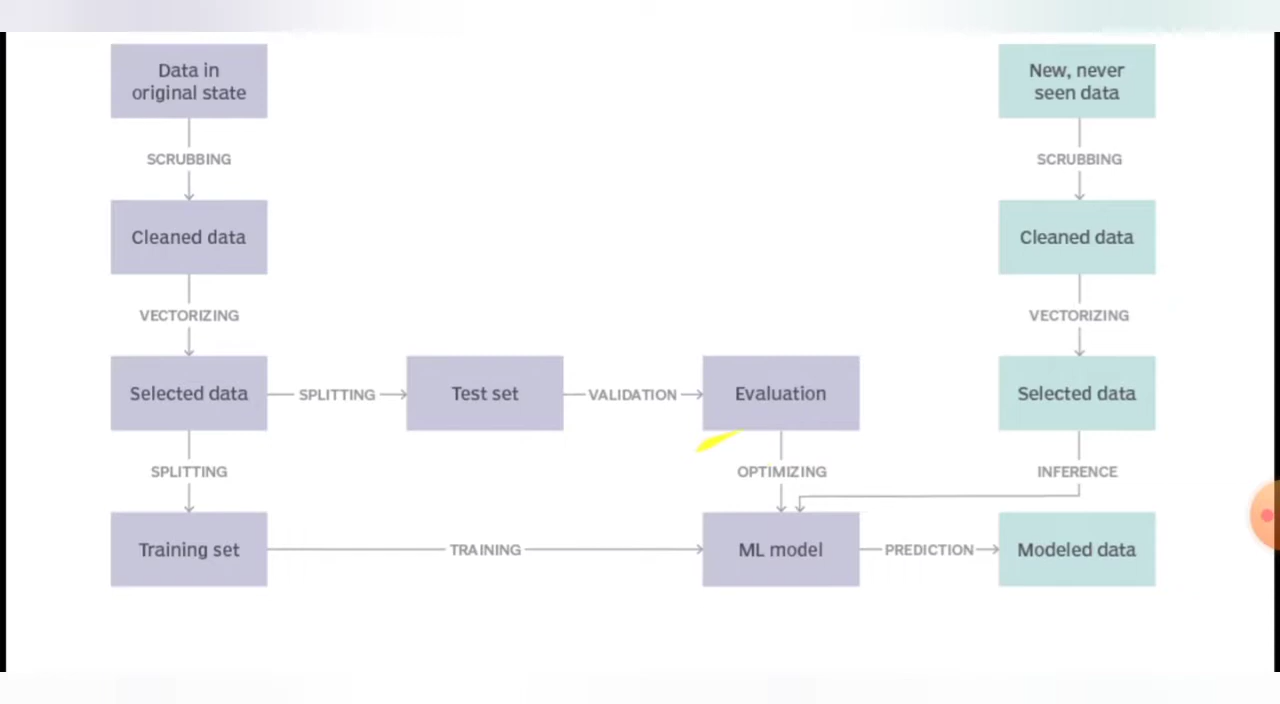 Data in
original state
New, never
seen data
SCRUBBING
SCRUBBING
Cleaned data
Cleaned data
VECTORIZING
VECTORIZING
Selected data
SPLITTING
Test set
VALIDATION
Evaluation
Selected data
SPLITTING
OPTIMIZING
INFERENCE
Training set
TRAINING
ML model
PREDICTION
Modeled data